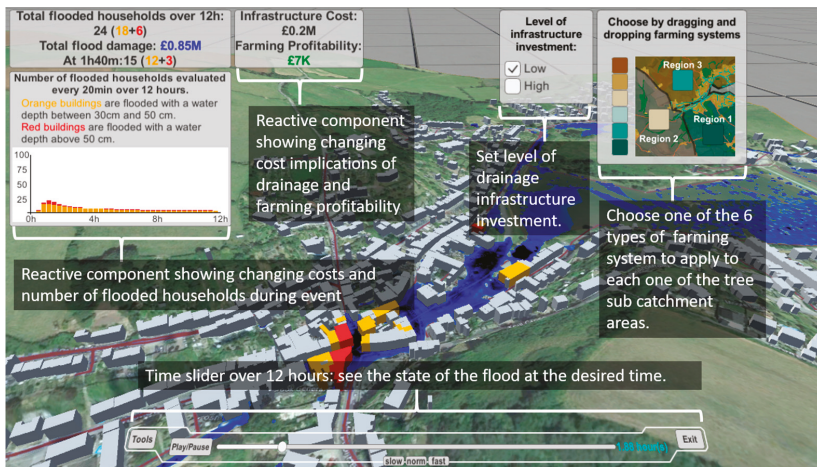 Total flooded households over 12h:
24 (18+6)
Total flood damage: £0.85M
At 1h40m:15 (12+3)
Infrastructure Cost:
£0.2M
Farming Profitability:
£7K
Number of flooded households evaluated
every 20min over 12 hours.
Orange buildings are flooded with a water
depth between 30cm and 50 cm.
Red buildings are flooded with a water
depth above 50 cm.
100
75
50
25
0h
4h
8h
12h
Level of
infrastructure
investment:
Low
High
Choose by dragging and
dropping farming systems
Region 3
Region 1
Region 2
Reactive component
showing changing
cost implications of
drainage and
farming profitability
Set level of
drainage
infrastructure
investment.
Choose one of the 6
types of farming
system to apply to
each one of the tree
sub catchment
areas.
Reactive component showing changing costs and
number of flooded households during event
Time slider over 12 hours: see the state of the flood at the desired time.
Tools
Play/Pause
slow norm fast
Exit